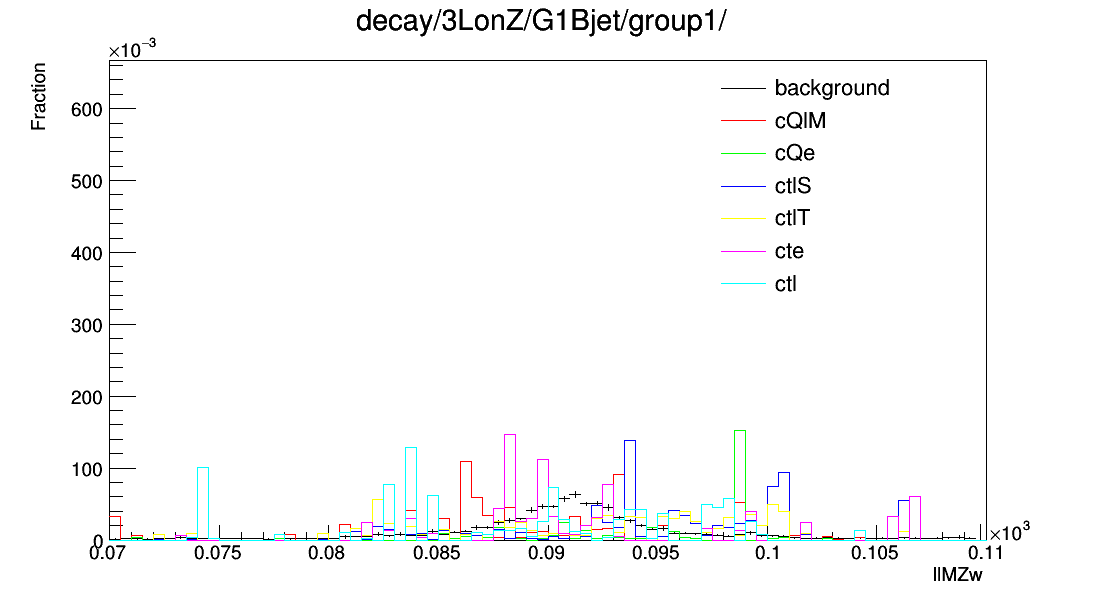 decay/3LonZ/G1Bjet/group1/
×10⁻³
Fraction
600
500
400
300
200
100
0
background
cQlM
cQe
ctlS
ctlT
cte
ctl
0.07 0.075 0.08 0.085 0.09 0.095 0.1 0.105 0.11
×10³
llMZw